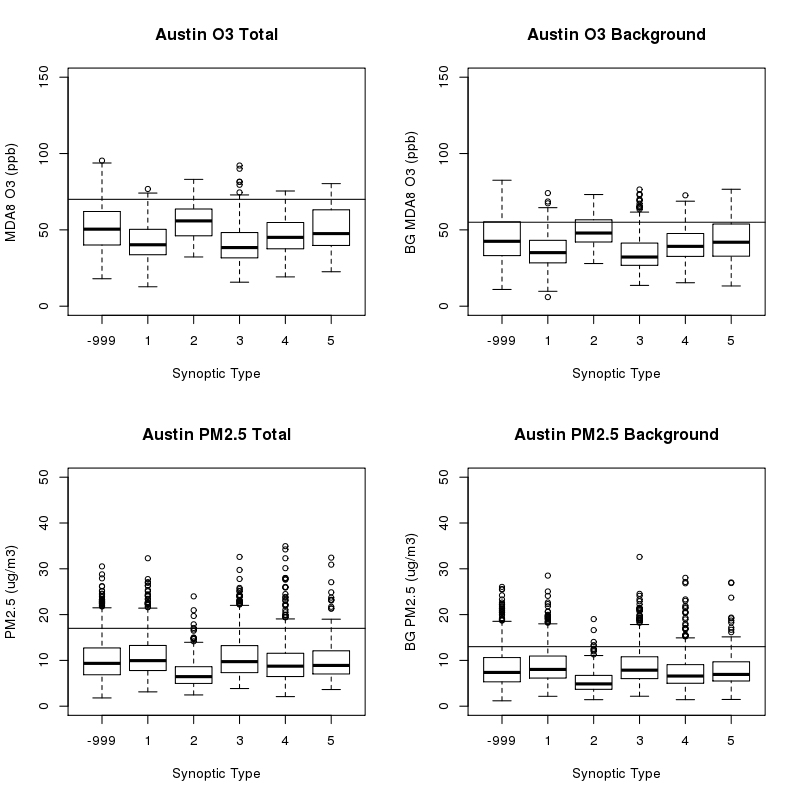 Austin O3 Total
MDA8 O3 (ppb)
150
100
50
0
-999 1 2 3 4 5
Synoptic Type
Austin O3 Background
BG MDA8 O3 (ppb)
150
100
50
0
-999 1 2 3 4 5
Synoptic Type
Austin PM2.5 Total
PM2.5 (ug/m3)
50
40
30
20
10
0
-999 1 2 3 4 5
Synoptic Type
Austin PM2.5 Background
BG PM2.5 (ug/m3)
50
40
30
20
10
0
-999 1 2 3 4 5
Synoptic Type